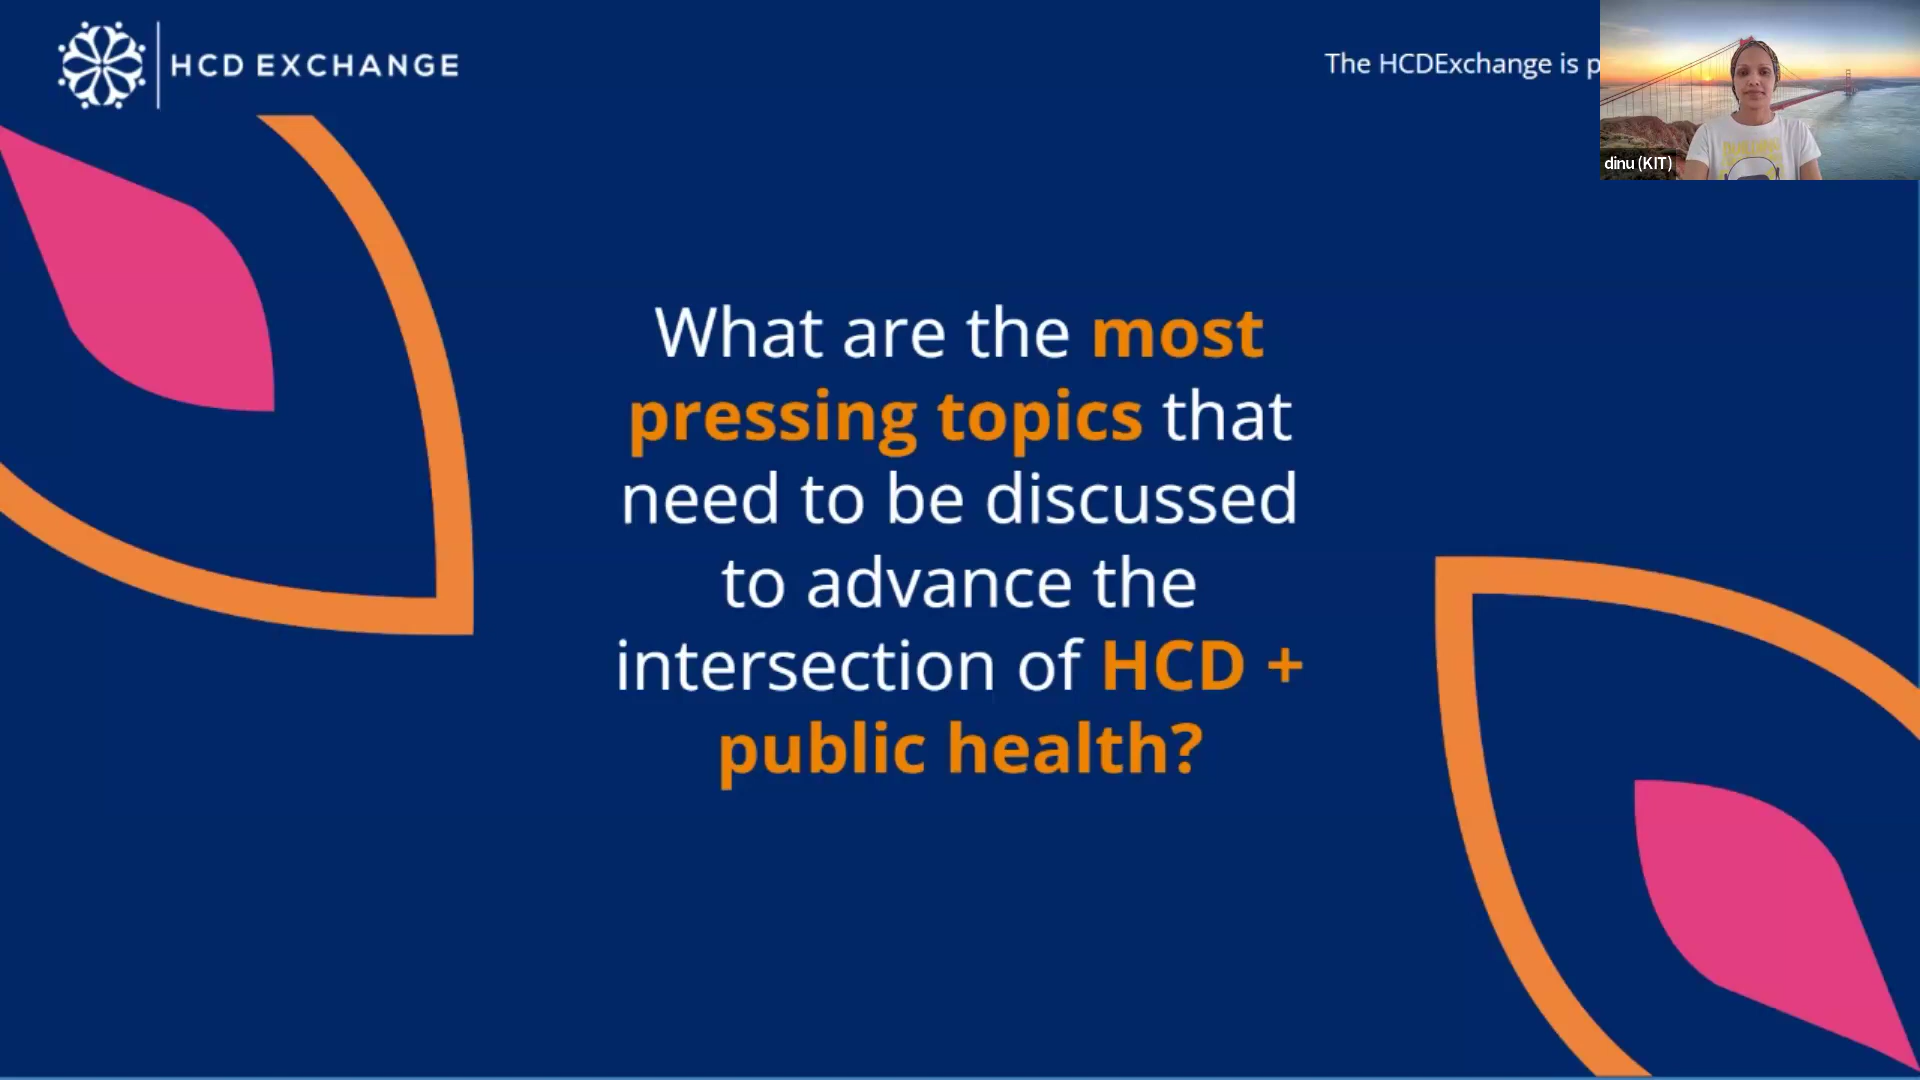 HCD EXCHANGE
The HCDExchange is p
dinu (KIT)
What are the most
pressing topics that
need to be discussed
to advance the
intersection of HCD +
public health?